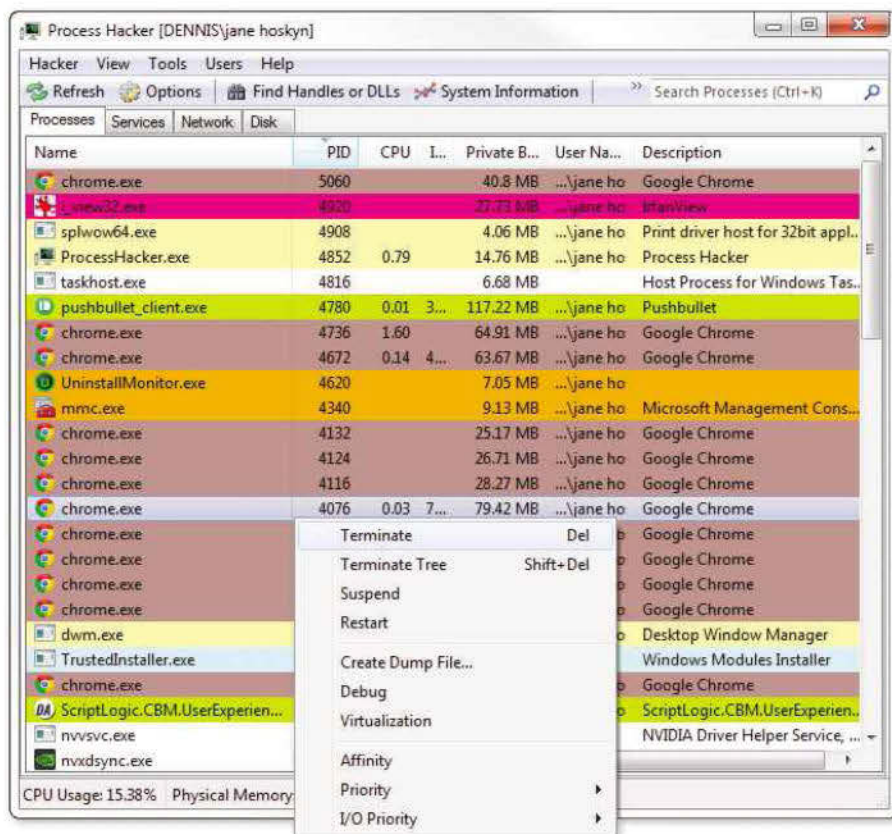 Process Hacker [DENNIS\jane hoskyn]
Hacker View Tools Users Help
Refresh Options Find Handles or DLLs System Information » Search Processes (Ctrl+K)
Processes Services Network Disk
Name PID CPU I... Private B... User Na... Description
chrome.exe 5060 40.8 MB ...\jane ho Google Chrome
i_view32.exe 4920 27.73 MB ...\jane ho IrfanView
splwow64.exe 4908 4.06 MB ...\jane ho Print driver host for 32bit appl..
ProcessHacker.exe 4852 0.79 14.76 MB ...\jane ho Process Hacker
taskhost.exe 4816 6.68 MB Host Process for Windows Tas..
pushbullet_client.exe 4780 0.01 3... 117.22 MB ...\jane ho Pushbullet
chrome.exe 4736 1.60 64.91 MB ...\jane ho Google Chrome
chrome.exe 4672 0.14 4... 63.67 MB ...\jane ho Google Chrome
UninstallMonitor.exe 4620 7.05 MB ...\jane ho
mmc.exe 4340 9.13 MB ...\jane ho Microsoft Management Cons...
chrome.exe 4132 25.17 MB ...\jane ho Google Chrome
chrome.exe 4124 26.71 MB ...\jane ho Google Chrome
chrome.exe 4116 28.27 MB ...\jane ho Google Chrome
chrome.exe 4076 0.03 7... 79.42 MB ...\jane ho Google Chrome
chrome.exe Google Chrome
chrome.exe Google Chrome
chrome.exe Google Chrome
chrome.exe Google Chrome
dwm.exe Desktop Window Manager
TrustedInstaller.exe Windows Modules Installer
chrome.exe Google Chrome
DA ScriptLogic.CBM.UserExperien... ScriptLogic.CBM.UserExperien..
nvvsvc.exe NVIDIA Driver Helper Service, ...
nvxdsync.exe
Terminate Del
Terminate Tree Shift+Del
Suspend
Restart
Create Dump File...
Debug
Virtualization
Affinity
Priority
I/O Priority
CPU Usage: 15.38% Physical Memory